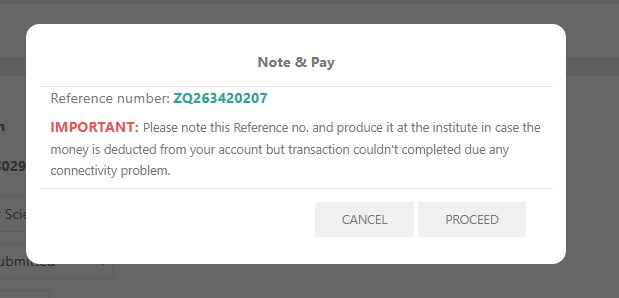 Note & Pay
Reference number: ZQ263420207
IMPORTANT: Please note this Reference no. and produce it at the institute in case the
money is deducted from your account but transaction couldn't completed due any
connectivity problem.
CANCEL PROCEED